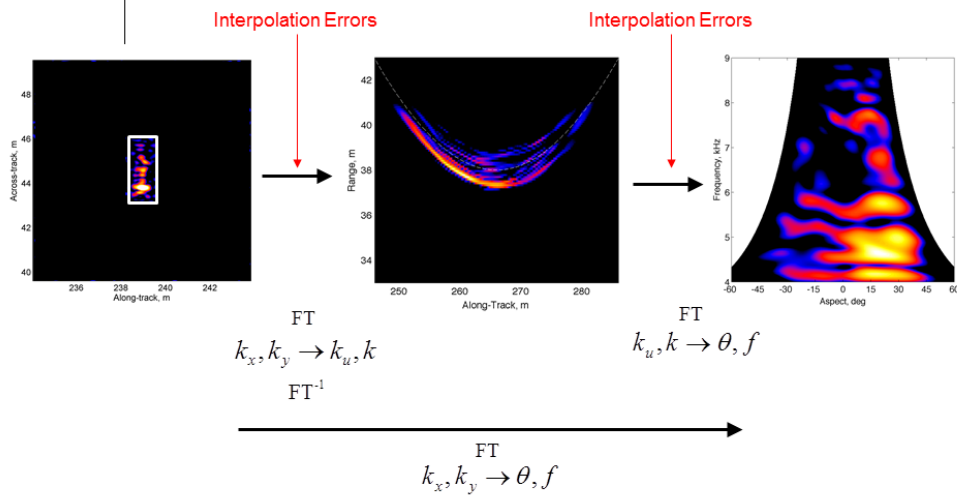 Interpolation Errors
Interpolation Errors
48
46
44
42
40
Across-track, m
236
238
240
242
Along-track, m
42
40
38
36
34
Range, m
250
260
270
280
Along-Track, m
9
8
7
6
5
4
Frequency, kHz
-60
-45
-30
-15
0
15
30
45
60
Aspect, deg
FT
k_x, k_y → k_u, k
FT⁻¹
FT
k_u, k → θ, f
FT
k_x, k_y → θ, f